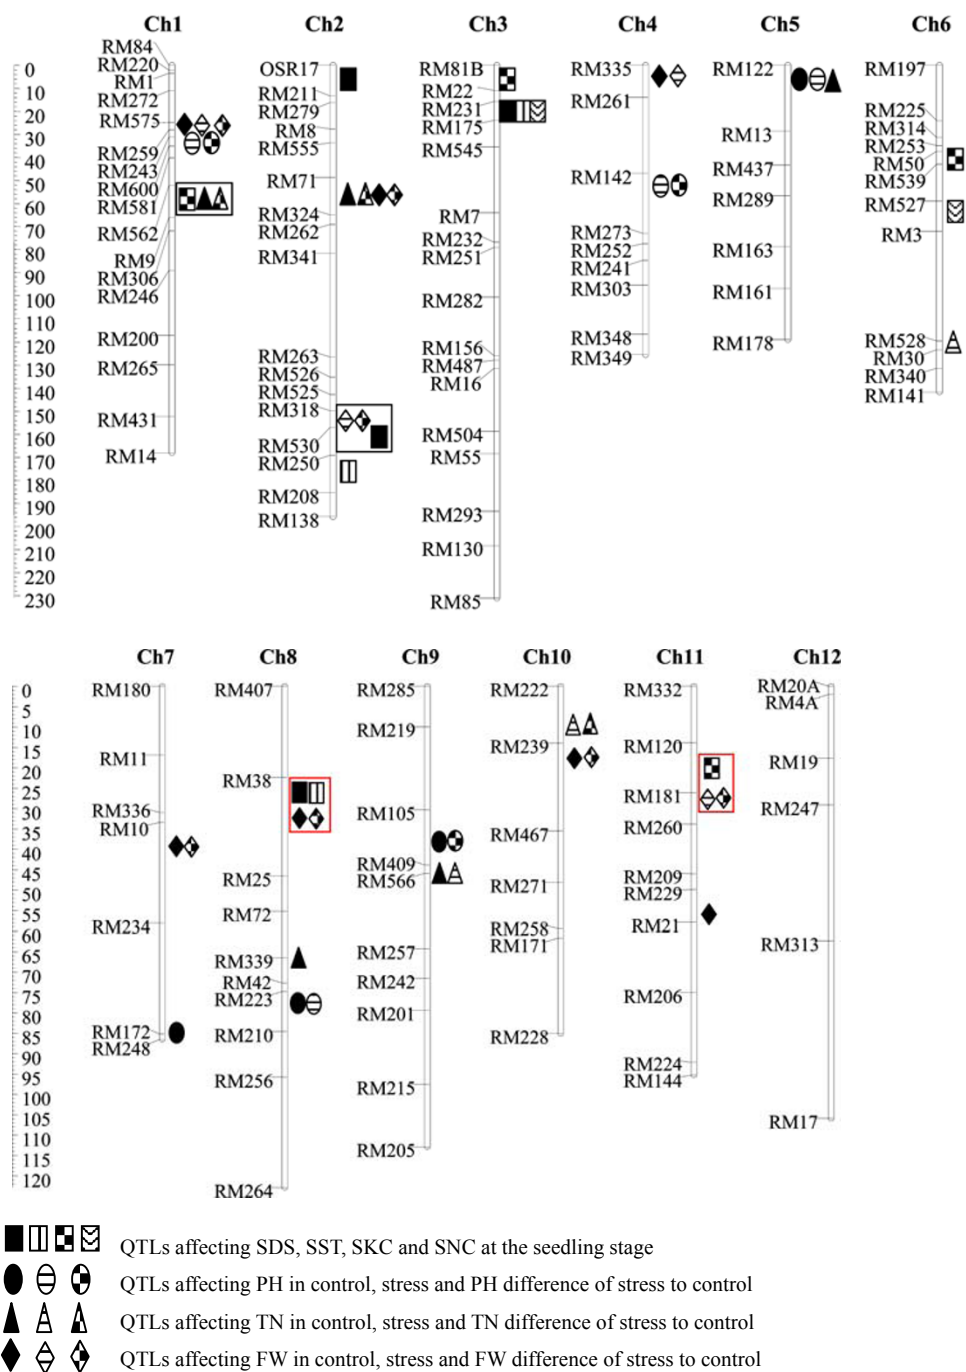 Ch1 Ch2 Ch3 Ch4 Ch5 Ch6
0
10
20
30
40
50
60
70
80
90
100
110
120
130
140
150
160
170
180
190
200
210
220
230
RM84
RM220
RM1
RM272
RM575
RM259
RM243
RM600
RM581
RM562
RM9
RM306
RM246
RM200
RM265
RM431
RM14
OSR17
RM211
RM279
RM8
RM555
RM71
RM324
RM262
RM341
RM263
RM526
RM525
RM318
RM530
RM250
RM208
RM138
RM81B
RM22
RM231
RM175
RM545
RM7
RM232
RM251
RM282
RM156
RM487
RM16
RM504
RM55
RM293
RM130
RM85
RM335
RM261
RM142
RM273
RM252
RM241
RM303
RM348
RM349
RM122
RM13
RM437
RM289
RM163
RM161
RM178
RM197
RM225
RM314
RM253
RM50
RM539
RM527
RM3
RM528
RM30
RM340
RM141
Ch7 Ch8 Ch9 Ch10 Ch11 Ch12
0
5
10
15
20
25
30
35
40
45
50
55
60
65
70
75
80
85
90
95
100
105
110
115
120
RM180
RM11
RM336
RM10
RM234
RM172
RM248
RM407
RM38
RM25
RM72
RM339
RM42
RM223
RM210
RM256
RM264
RM285
RM219
RM105
RM409
RM566
RM257
RM242
RM201
RM215
RM205
RM222
RM239
RM467
RM271
RM258
RM171
RM228
RM332
RM120
RM181
RM260
RM209
RM229
RM21
RM206
RM224
RM144
RM20A
RM4A
RM19
RM247
RM313
RM17
QTLs affecting SDS, SST, SKC and SNC at the seedling stage
QTLs affecting PH in control, stress and PH difference of stress to control
QTLs affecting TN in control, stress and TN difference of stress to control
QTLs affecting FW in control, stress and FW difference of stress to control